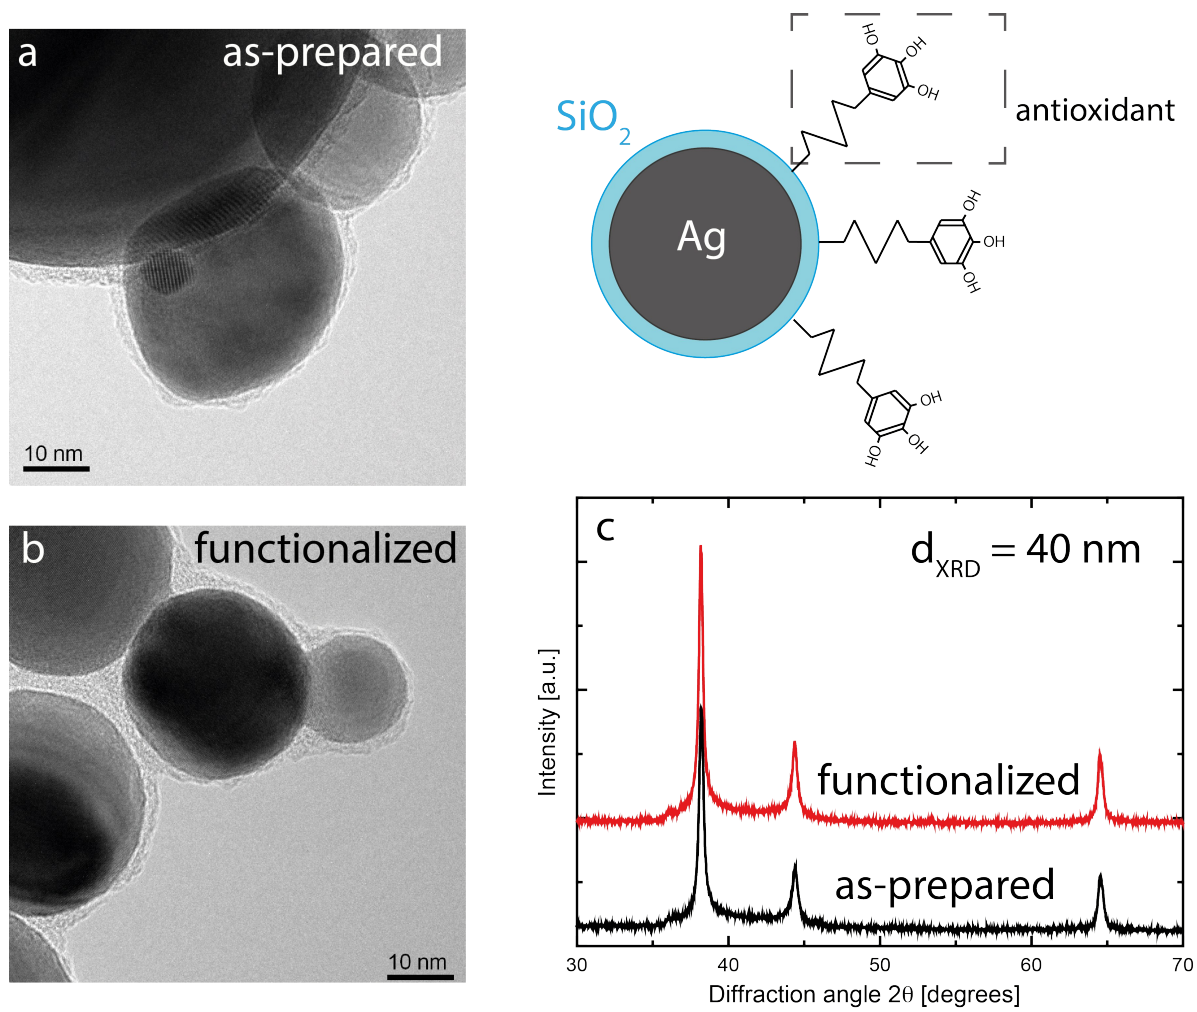 a
as-prepared
10 nm
SiO2
Ag
HO
OH
OH
antioxidant
OH
OH
OH
OH
OH
HO
b
functionalized
10 nm
c
dXRD = 40 nm
functionalized
as-prepared
Intensity [a.u.]
30
40
50
60
70
Diffraction angle 2θ [degrees]